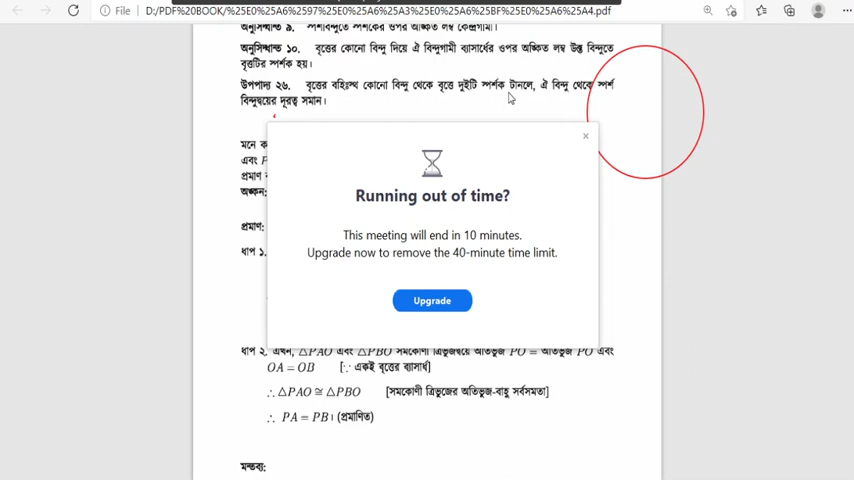 File | D:/PDF%20BOOK/%25E0%25A6%2597%25E0%25A6%25A3%25E0%25A6%25BF%25E0%25A6%25A4.pdf
অনুসিদ্ধান্ত ৯. স্পর্শবিন্দুতে স্পর্শকের ওপর অঙ্কিত লম্ব কেন্দ্রগামী।
অনুসিদ্ধান্ত ১০. বৃত্তের কোনো বিন্দু দিয়ে ঐ বিন্দুগামী ব্যাসার্ধের ওপর অঙ্কিত লম্ব উক্ত বিন্দুতে
বৃত্তটির স্পর্শক হয়।
উপপাদ্য ২৬. বৃত্তের বহিঃস্থ কোনো বিন্দু থেকে বৃত্তে দুইটি স্পর্শক টানলে, ঐ বিন্দু থেকে স্পর্শ
বিন্দুদ্বয়ের দূরত্ব সমান।
মনে ক
এবং P
প্রমাণ ক
অঙ্কন:
প্রমাণ:
ধাপ ১.
×
Running out of time?
This meeting will end in 10 minutes.
Upgrade now to remove the 40-minute time limit.
Upgrade
ধাপ ২. এখন, △PAO এবং △PBO সমকোণী ত্রিভুজদ্বয়ে অতিভুজ PO = অতিভুজ PO এবং
OA = OB [∵ একই বৃত্তের ব্যাসার্ধ]
∴ △PAO ≅ △PBO [সমকোণী ত্রিভুজের অতিভুজ-বাহু সর্বসমতা]
∴ PA = PB। (প্রমাণিত)
মন্তব্য: